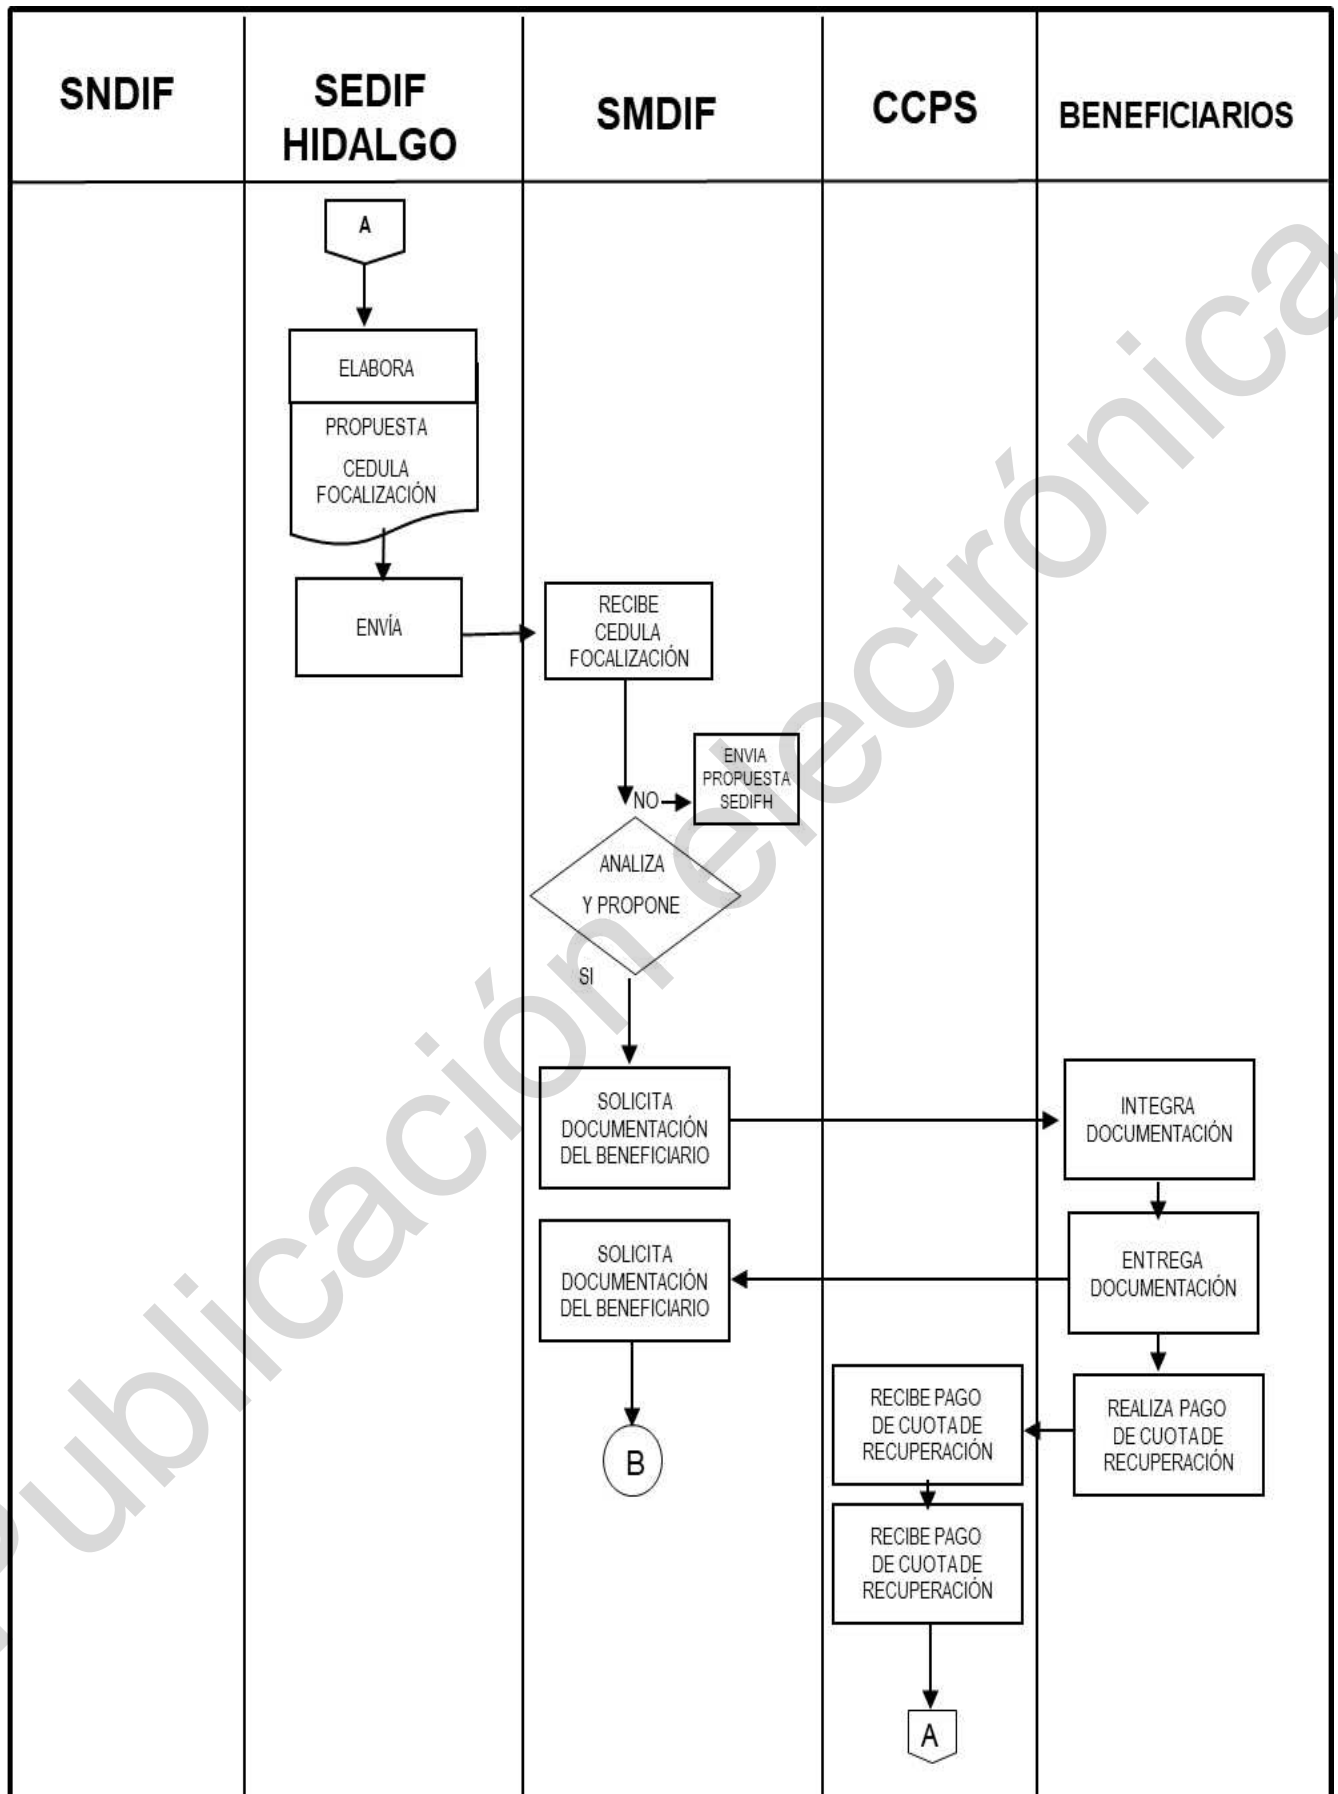 SNDIF
SEDIF
HIDALGO
SMDIF
CCPS
BENEFICIARIOS
A
ELABORA
PROPUESTA
CEDULA
FOCALIZACIÓN
ENVÍA
RECIBE
CEDULA
FOCALIZACIÓN
NO
ENVIA
PROPUESTA
SEDIFH
ANALIZA
Y PROPONE
SI
SOLICITA
DOCUMENTACIÓN
DEL BENEFICIARIO
INTEGRA
DOCUMENTACIÓN
ENTREGA
DOCUMENTACIÓN
SOLICITA
DOCUMENTACIÓN
DEL BENEFICIARIO
B
REALIZA PAGO
DE CUOTA DE
RECUPERACIÓN
RECIBE PAGO
DE CUOTA DE
RECUPERACIÓN
RECIBE PAGO
DE CUOTA DE
RECUPERACIÓN
A
Publicación electrónica